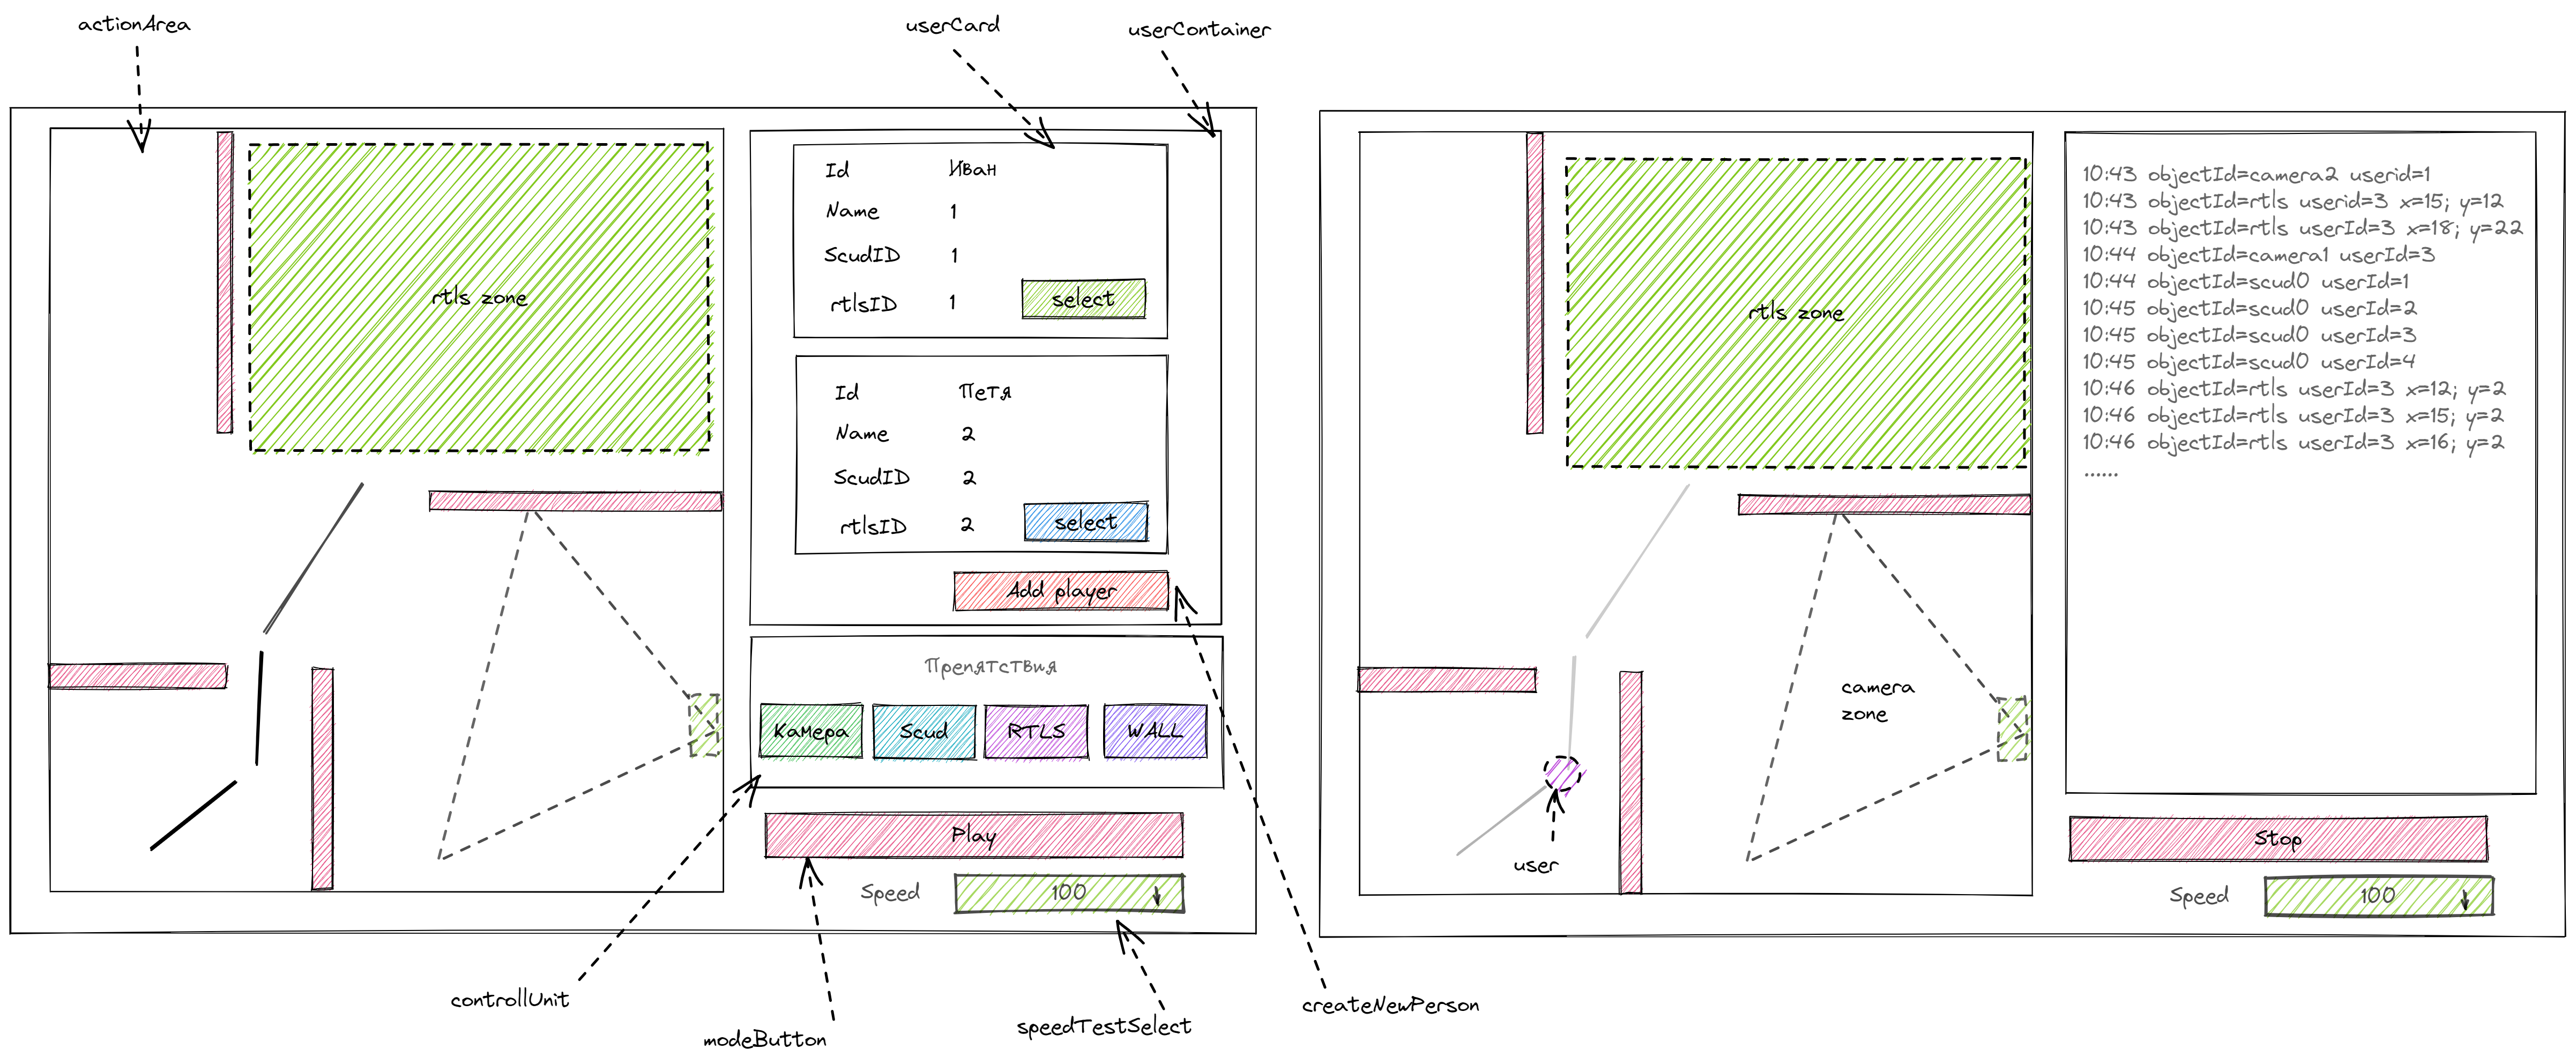 actionArea
userCard
userContainer
rtls zone
Id Иван
Name 1
ScudID 1
rtlsID 1
select
Id Петя
Name 2
ScudID 2
rtlsID 2
select
Add player
Препятствия
Камера
Scud
RTLS
WALL
Play
Speed 100
controllUnit
modeButton
speedTestSelect
createNewPerson
rtls zone
camera
zone
user
10:43 objectId=camera2 userid=1
10:43 objectId=rtls userid=3 x=15; y=12
10:43 objectId=rtls userId=3 x=18; y=22
10:44 objectId=camera1 userId=3
10:44 objectId=scud0 userId=1
10:45 objectId=scud0 userId=2
10:45 objectId=scud0 userId=3
10:45 objectId=scud0 userId=4
10:46 objectId=rtls userId=3 x=12; y=2
10:46 objectId=rtls userId=3 x=15; y=2
10:46 objectId=rtls userId=3 x=16; y=2
......
Stop
Speed 100